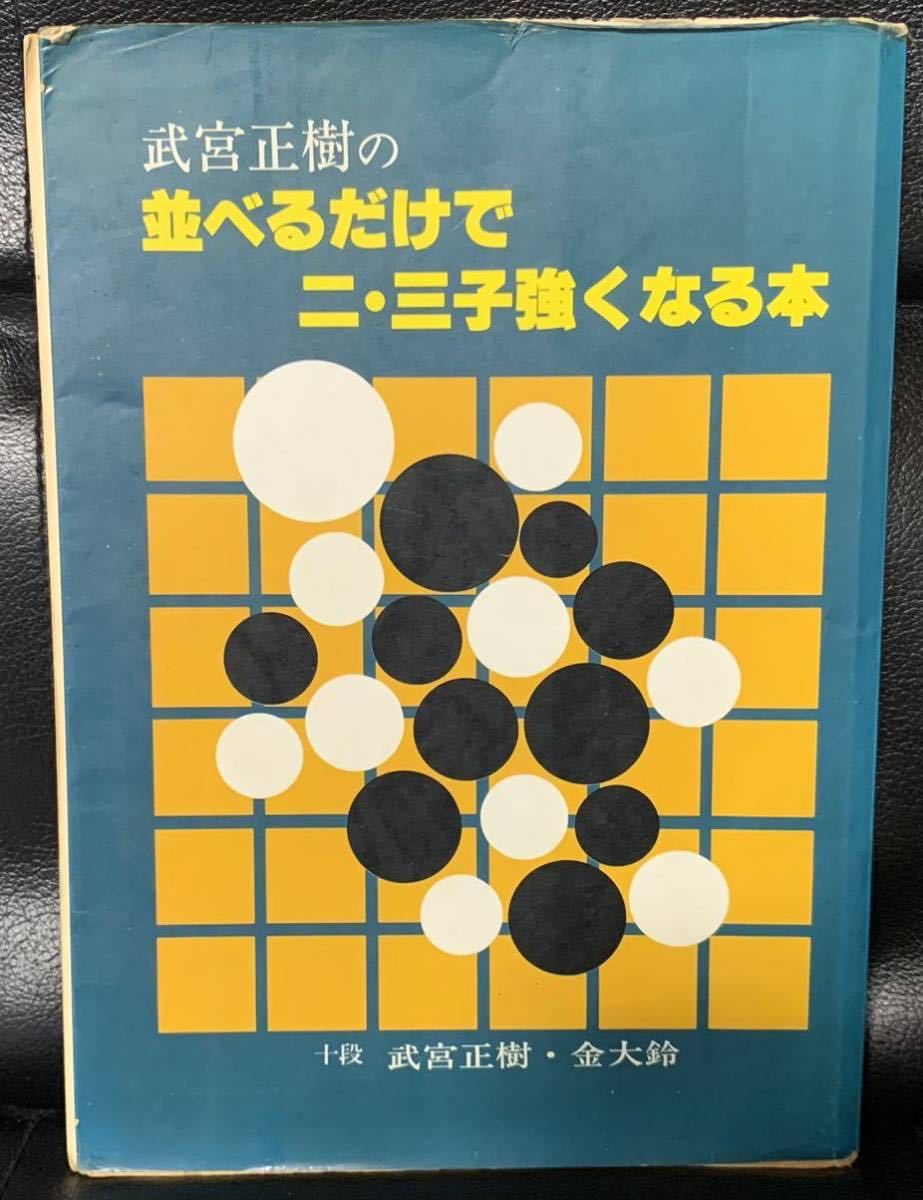 武宮正樹の
並べるだけで
二・三子強くなる本
十段 武宮正樹・金大鈴